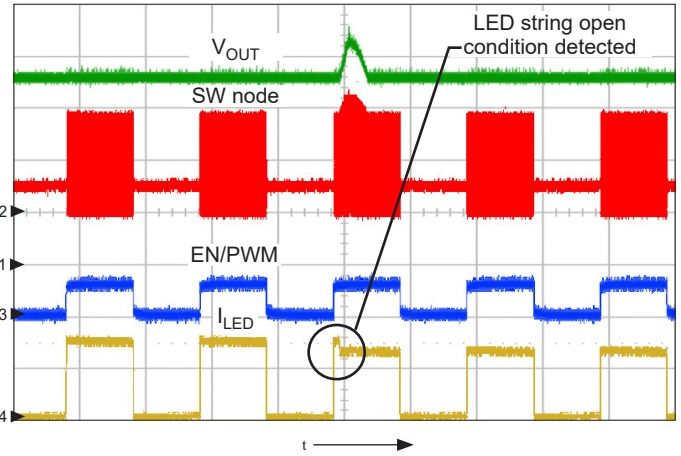 LED string open
condition detected
VOUT
SW node
2
1
EN/PWM
3
ILED
4
t